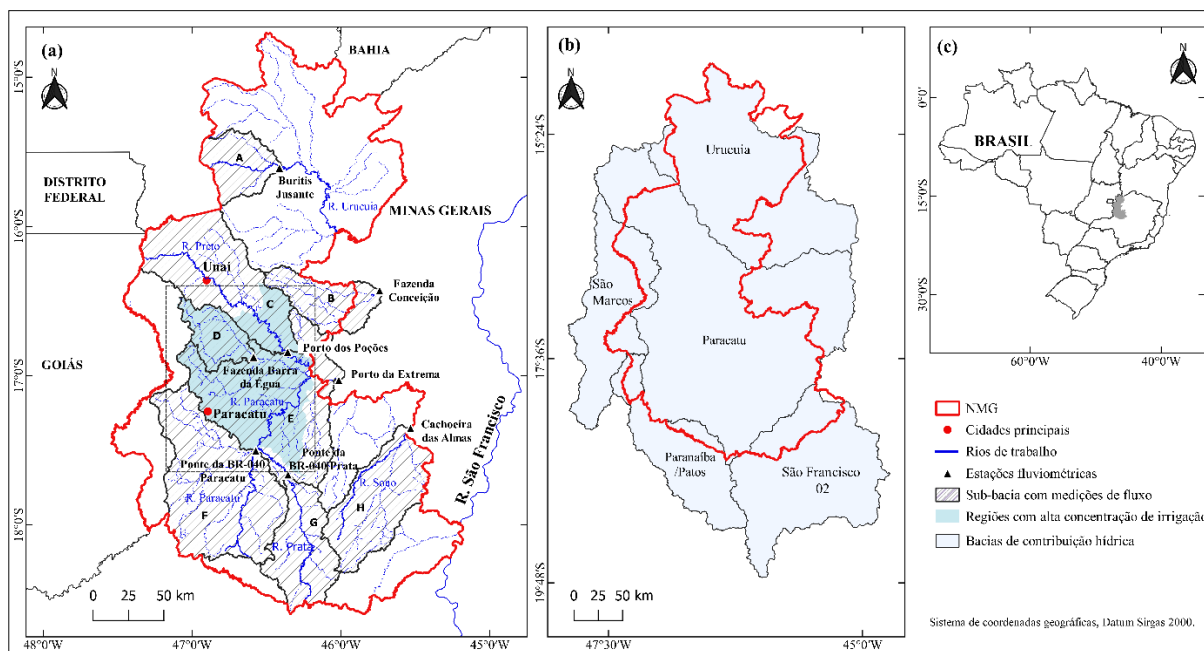 (a)
N
BAHIA
15°0'S
A
Buritis
Jusante
DISTRITO
FEDERAL
R. Urucuia
MINAS GERAIS
16°0'S
R. Preto
Unaí
Fazenda
Conceição
B
C
GOIÁS
D
Porto dos Poções
17°0'S
Fazenda Barra
da Égua
Porto da Extrema
R. Paracatu
Paracatu
E
Cachoeira
das Almas
Ponte da BR-040
Paracatu
Ponte da
BR-040 Prata
R. São Francisco
R. Paracatu
R. Sono
F
G
H
18°0'S
R. Prata
0 25 50 km
48°0'W 47°0'W 46°0'W 45°0'W
(b)
N
15°24'S
Urucuia
São
Marcos
Paracatu
17°36'S
Paranaíba
/Patos
São Francisco
02
19°48'S
0 25 50 km
47°30'W 45°0'W
(c)
N
0°0'
BRASIL
15°0'S
30°0'S
60°0'W 40°0'W
NMG
Cidades principais
Rios de trabalho
Estações fluviométricas
Sub-bacia com medições de fluxo
Regiões com alta concentração de irrigação
Bacias de contribuição hídrica
Sistema de coordenadas geográficas, Datum Sirgas 2000.